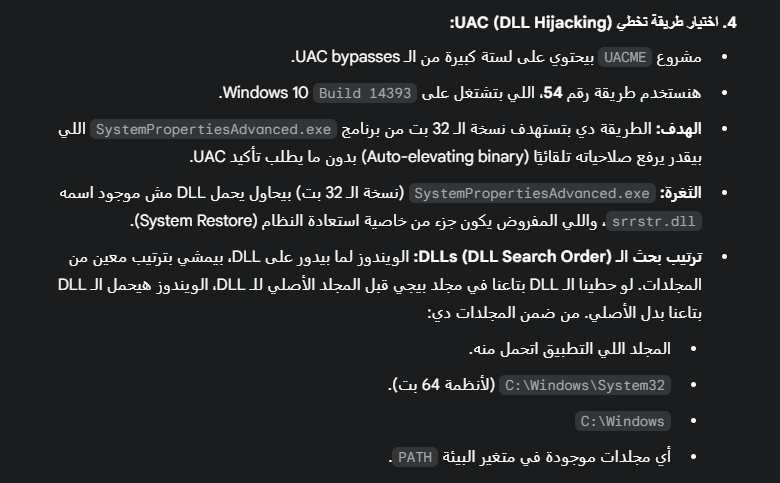 4. اختيار طريقة تخطي UAC (DLL Hijacking):
• مشروع UACME بيحتوي على لستة كبيرة من الـ UAC bypasses.
• هنستخدم طريقة رقم 54، اللي بتشتغل على Windows 10 Build 14393.
• الهدف: الطريقة دي بتستهدف نسخة الـ 32 بت من برنامج SystemPropertiesAdvanced.exe اللي
بيقدر يرفع صلاحياته تلقائيًا (Auto-elevating binary) بدون ما يطلب تأكيد UAC.
• الثغرة: SystemPropertiesAdvanced.exe (نسخة الـ 32 بت) بيحاول يحمل DLL مش موجود اسمه
srrstr.dll، واللي المفروض يكون جزء من خاصية استعادة النظام (System Restore).
• ترتيب بحث الـ DLLs (DLL Search Order): الويندوز لما بيدور على DLL، بيمشي بترتيب معين من
المجلدات. لو حطينا الـ DLL بتاعنا في مجلد بيجي قبل المجلد الأصلي للـ DLL، الويندوز هيحمل الـ DLL
بتاعنا بدل الأصلي. من ضمن المجلدات دي:
• المجلد اللي التطبيق اتحمل منه.
• C:\Windows\System32 (لأنظمة 64 بت).
• C:\Windows
• أي مجلدات موجودة في متغير البيئة PATH.